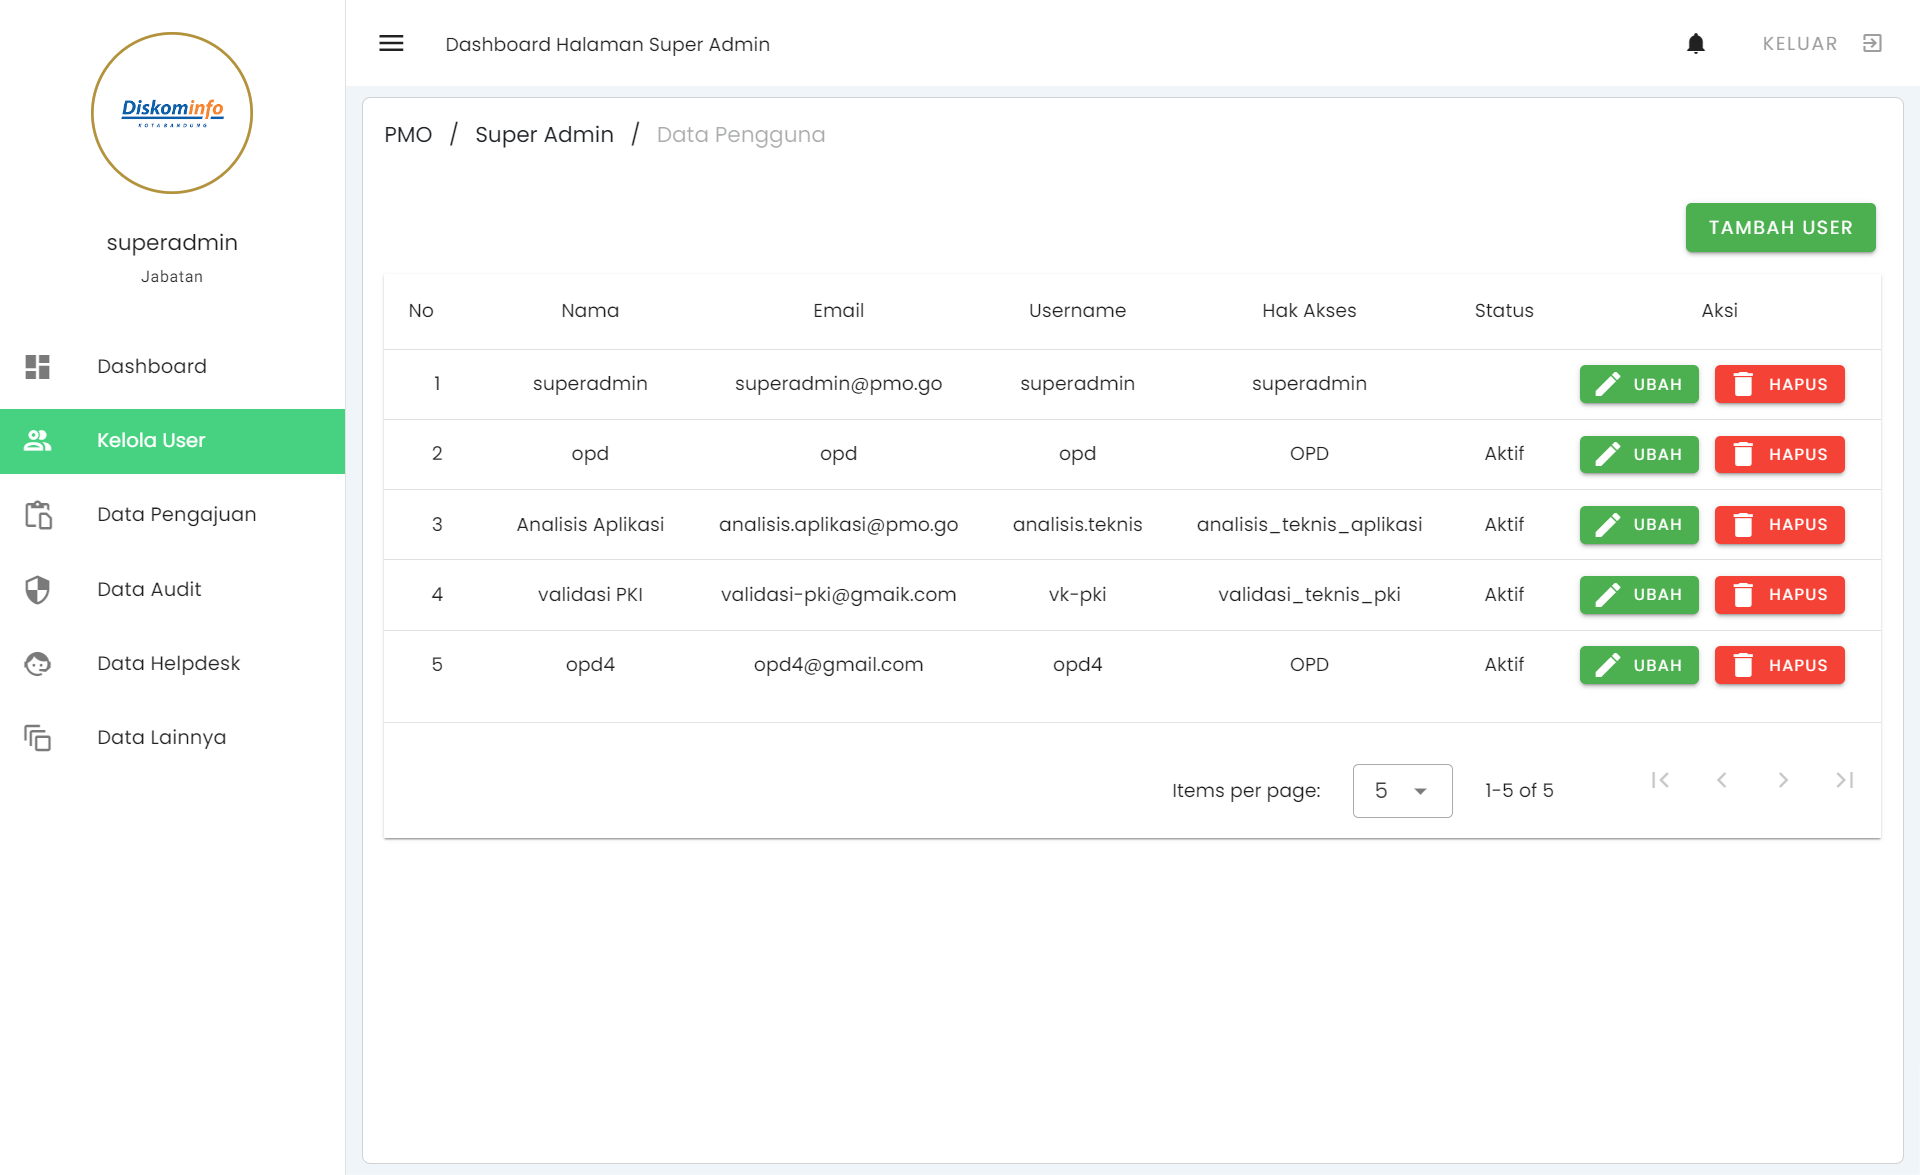 Dashboard Halaman Super Admin
KELUAR
Diskominfo
KOTA BANDUNG
superadmin
Jabatan
Dashboard
Kelola User
Data Pengajuan
Data Audit
Data Helpdesk
Data Lainnya
PMO / Super Admin / Data Pengguna
TAMBAH USER
No Nama Email Username Hak Akses Status Aksi
1 superadmin superadmin@pmo.go superadmin superadmin UBAH HAPUS
2 opd opd opd OPD Aktif UBAH HAPUS
3 Analisis Aplikasi analisis.aplikasi@pmo.go analisis.teknis analisis_teknis_aplikasi Aktif UBAH HAPUS
4 validasi PKI validasi-pki@gmaik.com vk-pki validasi_teknis_pki Aktif UBAH HAPUS
5 opd4 opd4@gmail.com opd4 OPD Aktif UBAH HAPUS
Items per page: 5 1-5 of 5